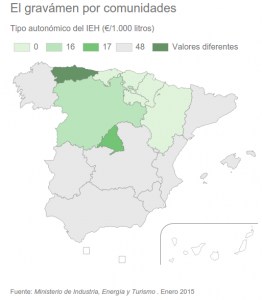 El gravámen por comunidades
Tipo autonómico del IEH (€/1.000 litros)
0 16 17 48 Valores diferentes
Fuente: Ministerio de Industria, Energía y Turismo . Enero 2015